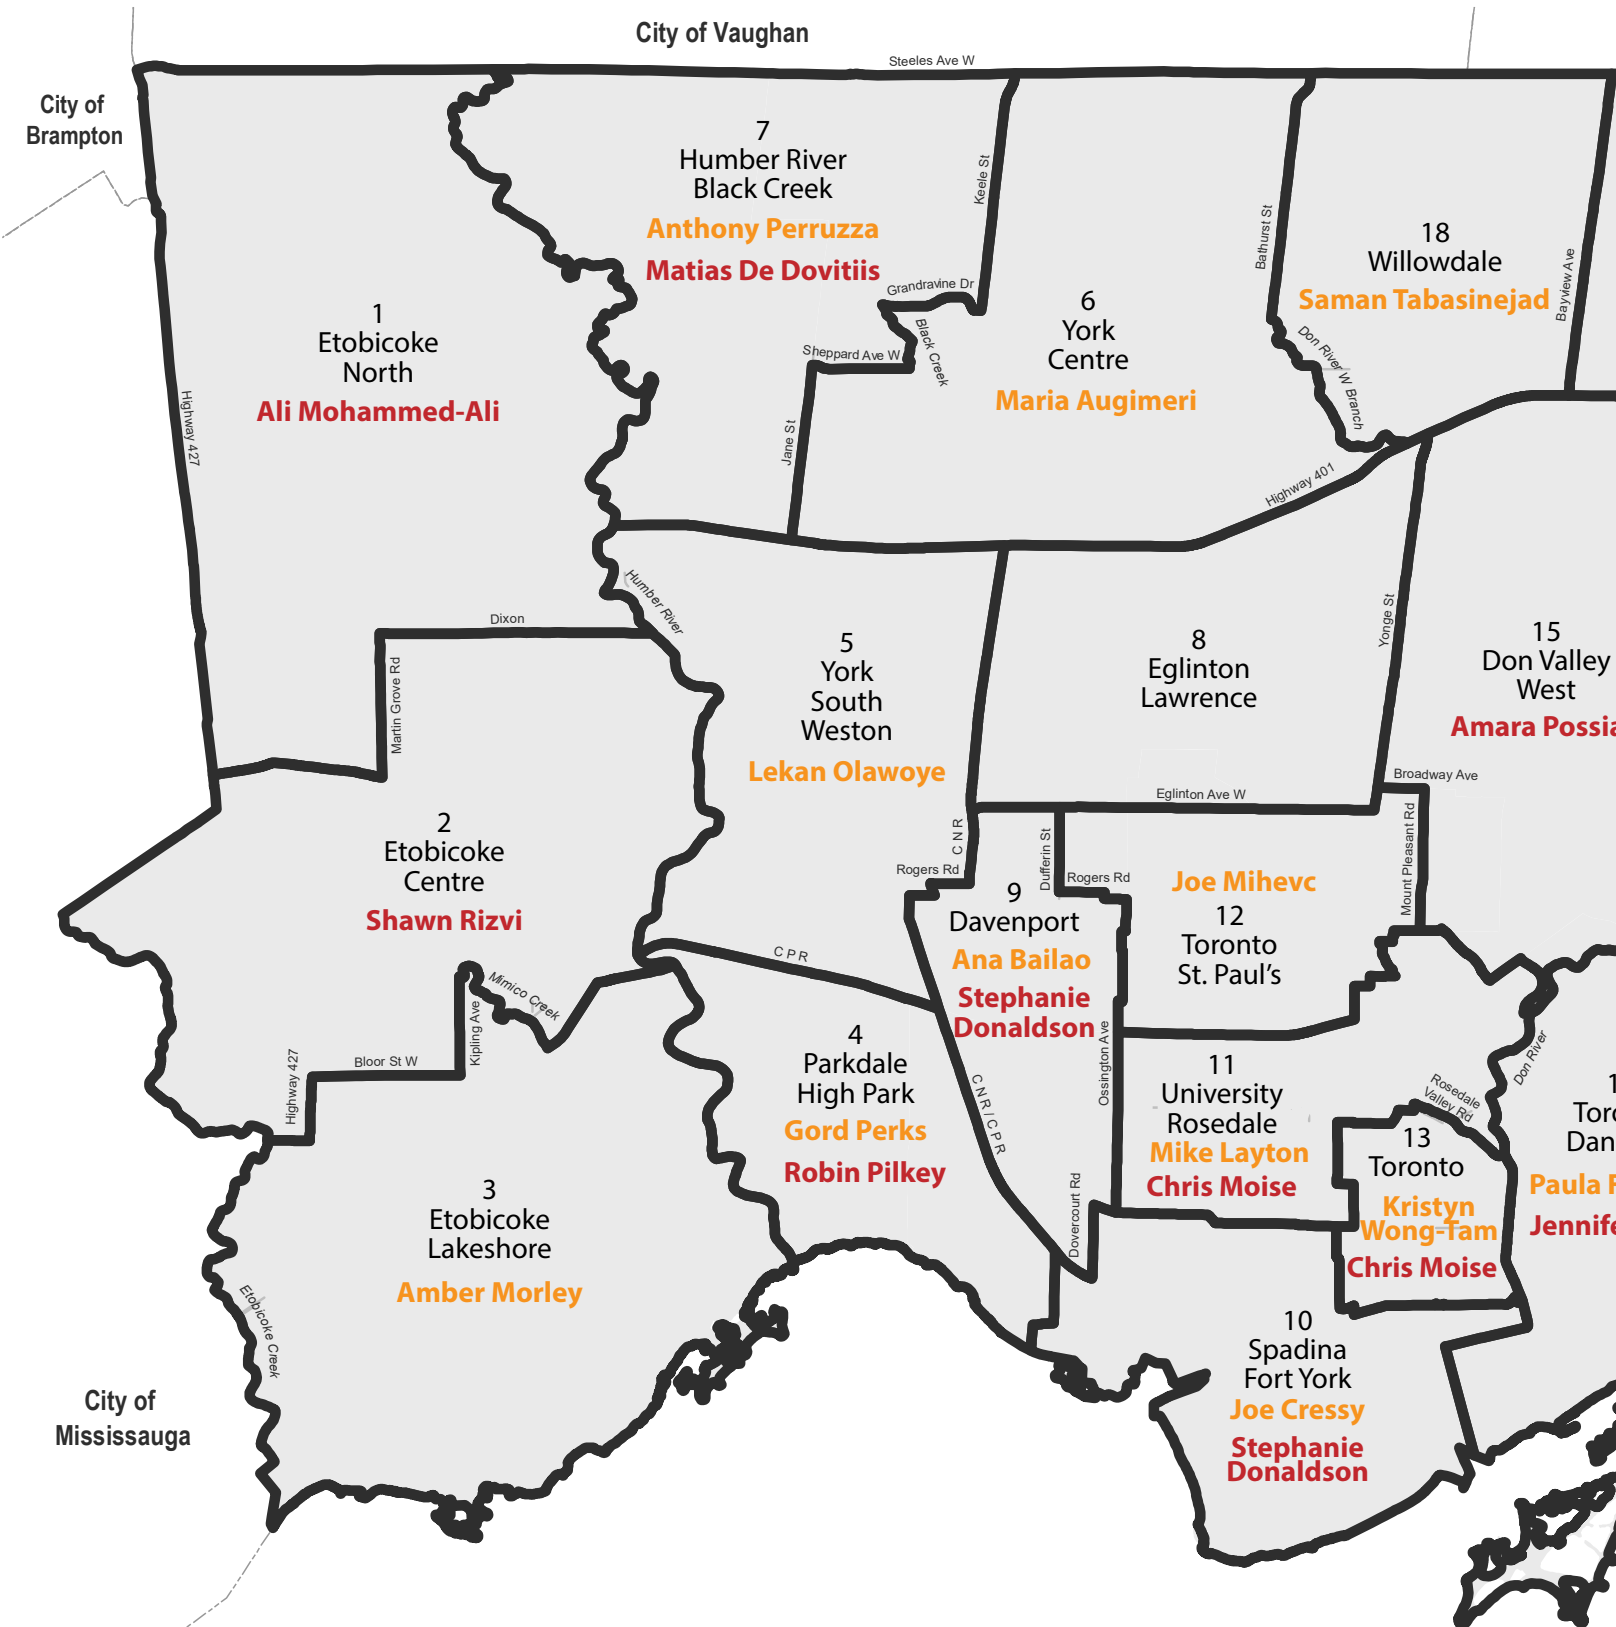 City of Vaughan
Steeles Ave W
City of
Brampton
7
Humber River
Black Creek
Anthony Perruzza
Matias De Dovitiis
Keele St
Grandravine Dr
Black Creek
Sheppard Ave W
Jane St
Bathurst St
18
Willowdale
Saman Tabasinejad
Bayview Ave
Don River W Branch
6
York
Centre
Maria Augimeri
1
Etobicoke
North
Ali Mohammed-Ali
Highway 427
Highway 401
Humber River
Dixon
Martin Grove Rd
5
York
South
Weston
Lekan Olawoye
8
Eglinton
Lawrence
Yonge St
15
Don Valley
West
Amara Possia
Broadway Ave
Eglinton Ave W
Mount Pleasant Rd
2
Etobicoke
Centre
Shawn Rizvi
C N R
Rogers Rd
Dufferin St
Rogers Rd
9
Davenport
Ana Bailao
Stephanie
Donaldson
Joe Mihevc
12
Toronto
St. Paul's
C P R
Mimico Creek
Kipling Ave
Bloor St W
Highway 427
4
Parkdale
High Park
Gord Perks
Robin Pilkey
C N R / C P R
Ossington Ave
Dovercourt Rd
11
University
Rosedale
Mike Layton
Chris Moise
Don River
Rosedale
Valley Rd
13
Toronto
Kristyn
Wong-Tam
Chris Moise
1
Toro
Dan
Paula F
Jennife
3
Etobicoke
Lakeshore
Amber Morley
Etobicoke Creek
10
Spadina
Fort York
Joe Cressy
Stephanie
Donaldson
City of
Mississauga